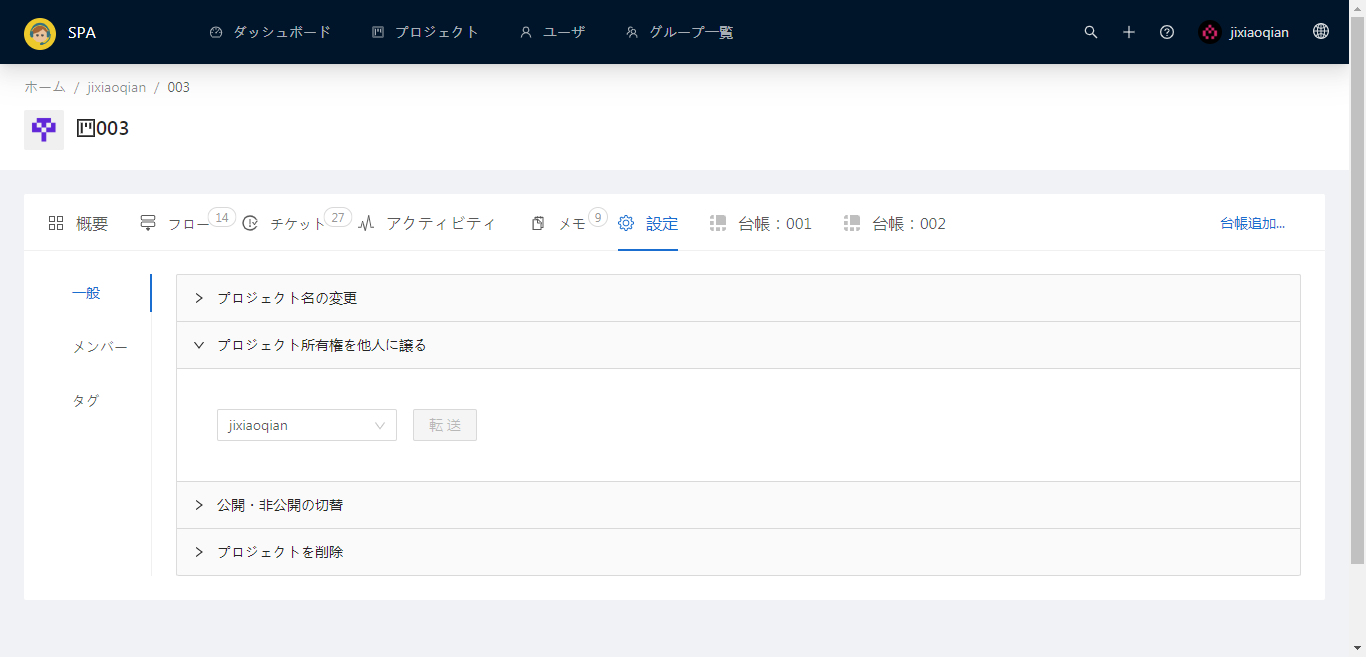 SPA ダッシュボード プロジェクト ユーザ グループ一覧 jixiaoqian
ホーム / jixiaoqian / 003
003
概要 フロー 14 チケット 27 アクティビティ メモ 9 設定 台帳：001 台帳：002 台帳追加...
一般
メンバー
タグ
プロジェクト名の変更
プロジェクト所有権を他人に譲る
jixiaoqian 転 送
公開・非公開の切替
プロジェクトを削除